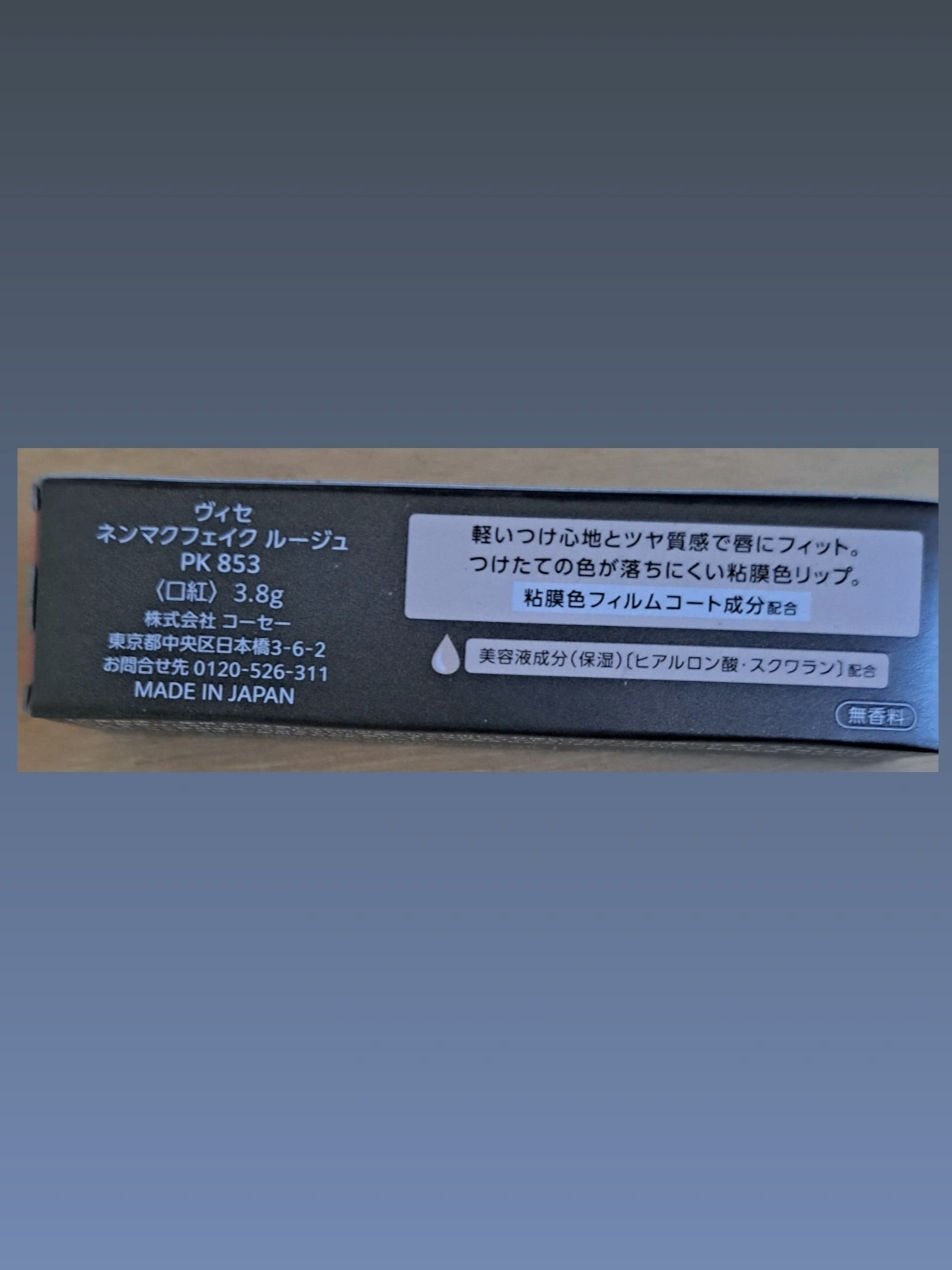 ヴィセ
ネンマクフェイク ルージュ
PK 853
〈口紅〉 3.8g
株式会社 コーセー
東京都中央区日本橋3-6-2
お問合せ先 0120-526-311
MADE IN JAPAN
軽いつけ心地とツヤ質感で唇にフィット。
つけたての色が落ちにくい粘膜色リップ。
粘膜色フィルムコート成分配合
美容液成分(保湿)〔ヒアルロン酸・スクワラン〕配合
無香料